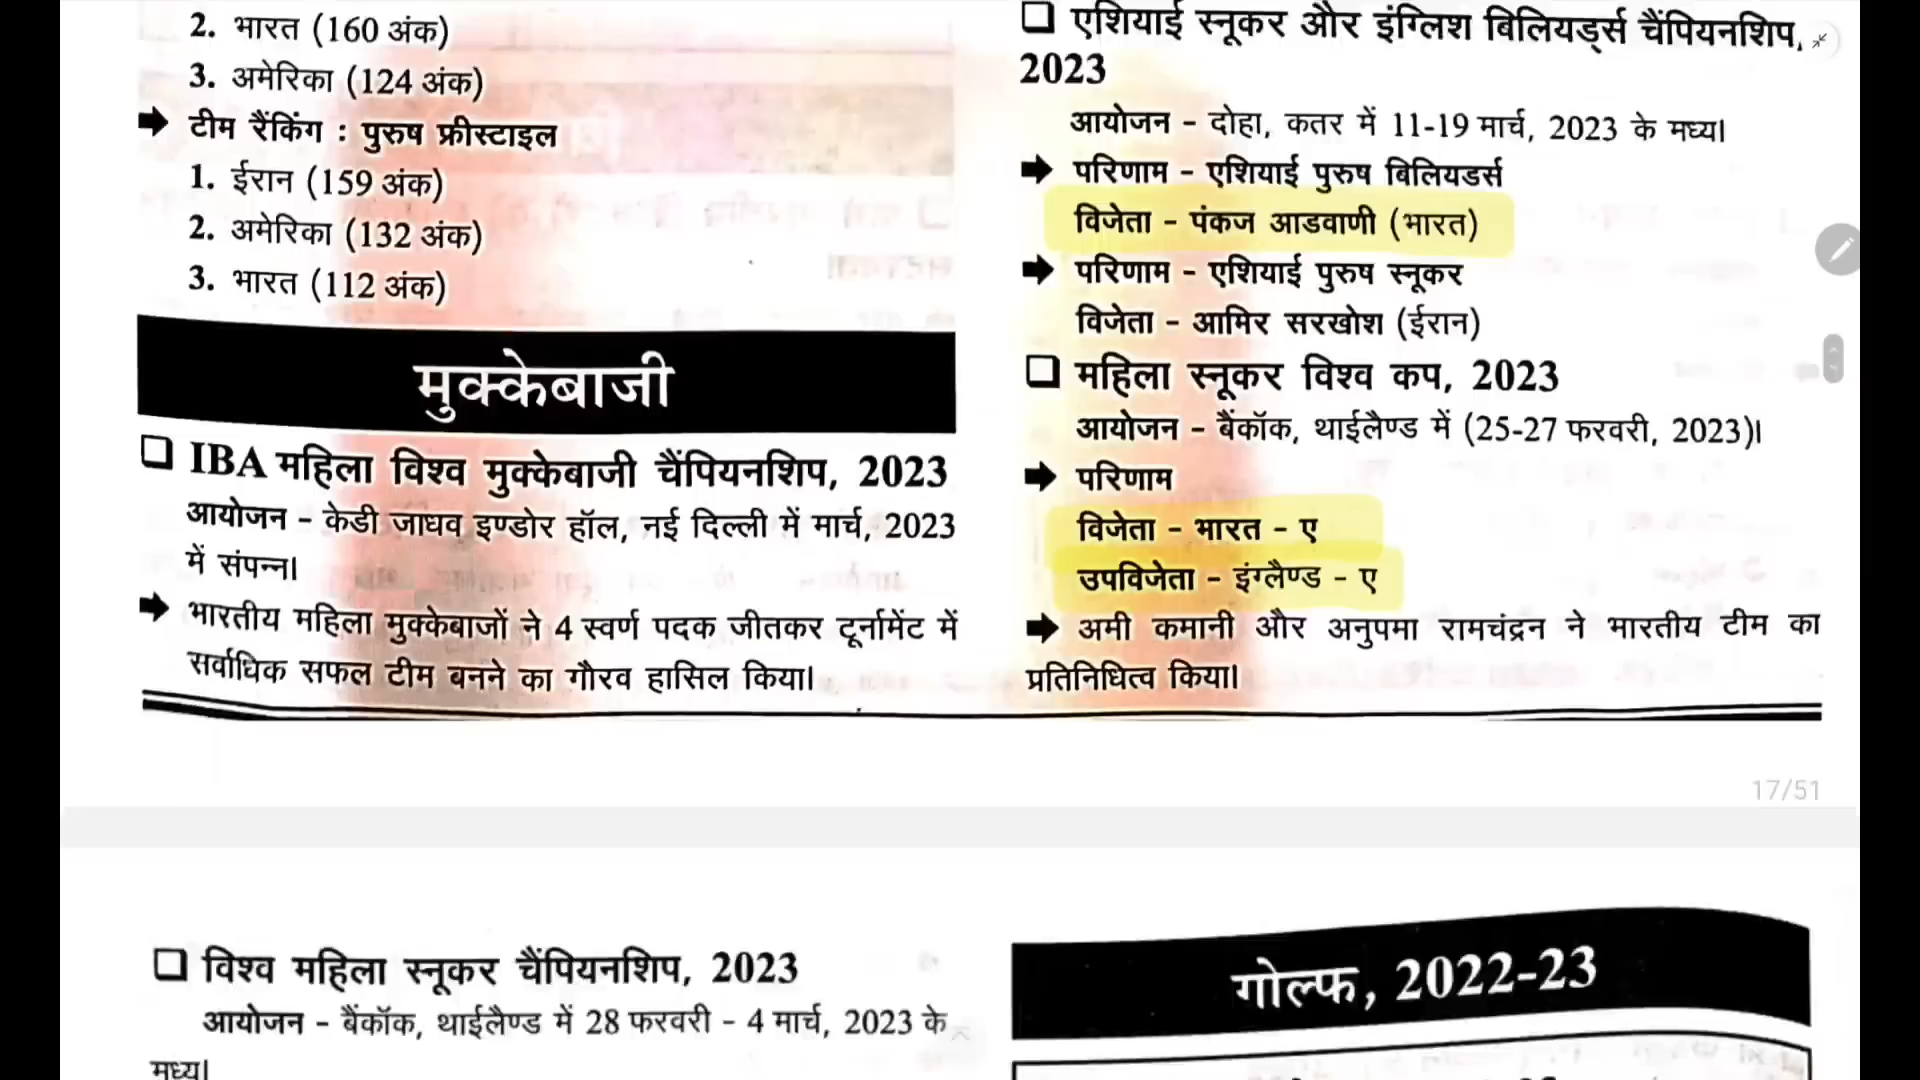 2. भारत (160 अंक)
3. अमेरिका (124 अंक)
➡ टीम रैंकिंग : पुरुष फ्रीस्टाइल
1. ईरान (159 अंक)
2. अमेरिका (132 अंक)
3. भारत (112 अंक)
मुक्केबाजी
❑ IBA महिला विश्व मुक्केबाजी चैंपियनशिप, 2023
आयोजन - केडी जाधव इण्डोर हॉल, नई दिल्ली में मार्च, 2023
में संपन्न।
➡ भारतीय महिला मुक्केबाजों ने 4 स्वर्ण पदक जीतकर टूर्नामेंट में
सर्वाधिक सफल टीम बनने का गौरव हासिल किया।
❑ एशियाई स्नूकर और इंग्लिश बिलियर्ड्स चैंपियनशिप,
2023
आयोजन - दोहा, कतर में 11-19 मार्च, 2023 के मध्य।
➡ परिणाम - एशियाई पुरुष बिलियडर्स
विजेता - पंकज आडवाणी (भारत)
➡ परिणाम - एशियाई पुरुष स्नूकर
विजेता - आमिर सरखोश (ईरान)
❑ महिला स्नूकर विश्व कप, 2023
आयोजन - बैंकॉक, थाईलैण्ड में (25-27 फरवरी, 2023)।
➡ परिणाम
विजेता - भारत - ए
उपविजेता - इंग्लैण्ड - ए
➡ अमी कमानी और अनुपमा रामचंद्रन ने भारतीय टीम का
प्रतिनिधित्व किया।
17/51
❑ विश्व महिला स्नूकर चैंपियनशिप, 2023
आयोजन - बैंकॉक, थाईलैण्ड में 28 फरवरी - 4 मार्च, 2023 के
मध्य।
गोल्फ, 2022-23